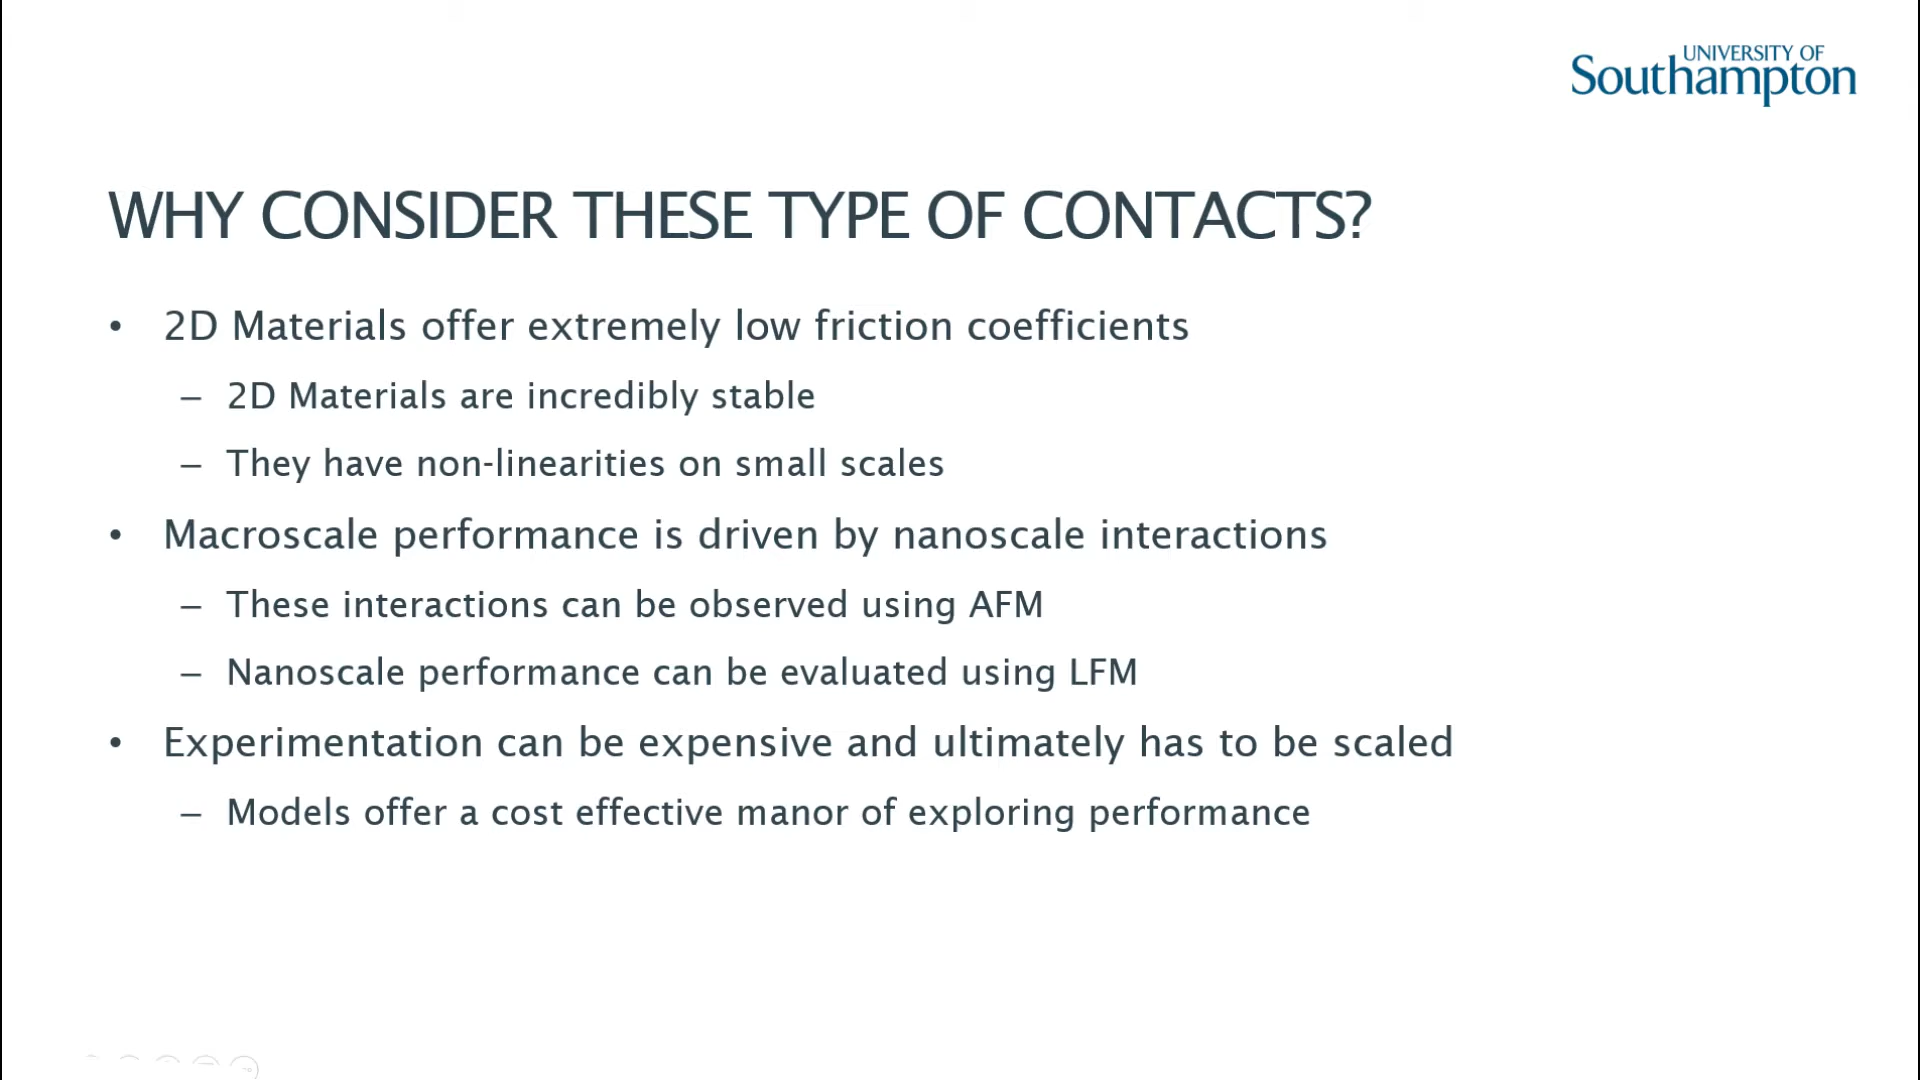 UNIVERSITY OF
Southampton
WHY CONSIDER THESE TYPE OF CONTACTS?
• 2D Materials offer extremely low friction coefficients
– 2D Materials are incredibly stable
– They have non-linearities on small scales
• Macroscale performance is driven by nanoscale interactions
– These interactions can be observed using AFM
– Nanoscale performance can be evaluated using LFM
• Experimentation can be expensive and ultimately has to be scaled
– Models offer a cost effective manor of exploring performance